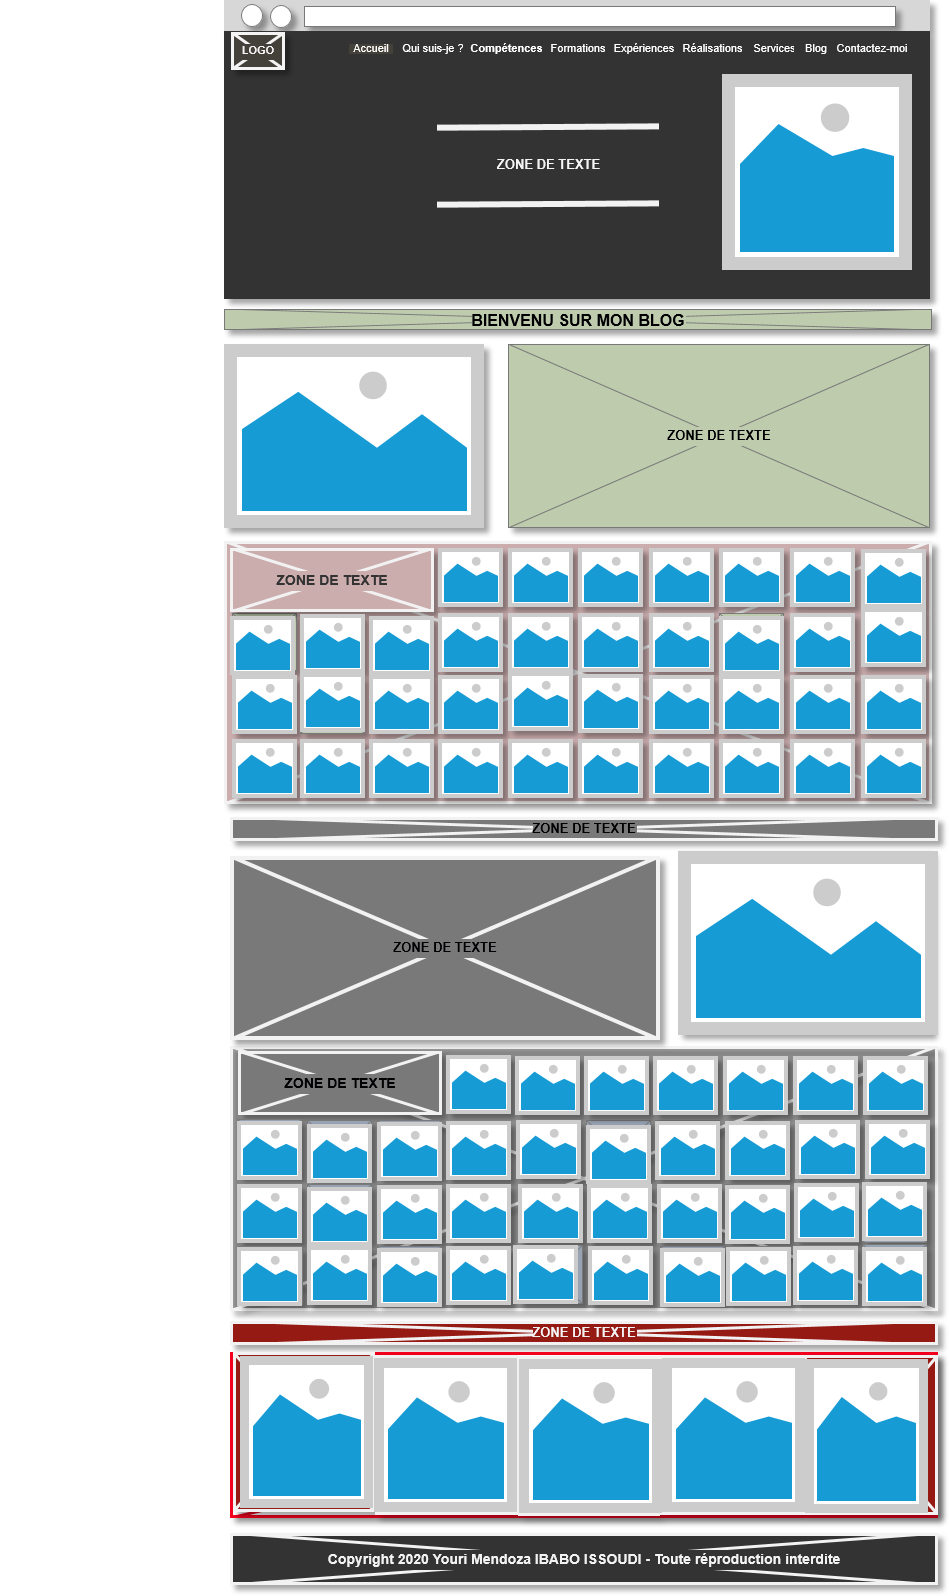 LOGO
Accueil Qui suis-je ? Compétences Formations Expériences Réalisations Services Blog Contactez-moi
ZONE DE TEXTE
BIENVENU SUR MON BLOG
ZONE DE TEXTE
ZONE DE TEXTE
ZONE DE TEXTE
ZONE DE TEXTE
ZONE DE TEXTE
ZONE DE TEXTE
Copyright 2020 Youri Mendoza IBABO ISSOUDI - Toute réproduction interdite